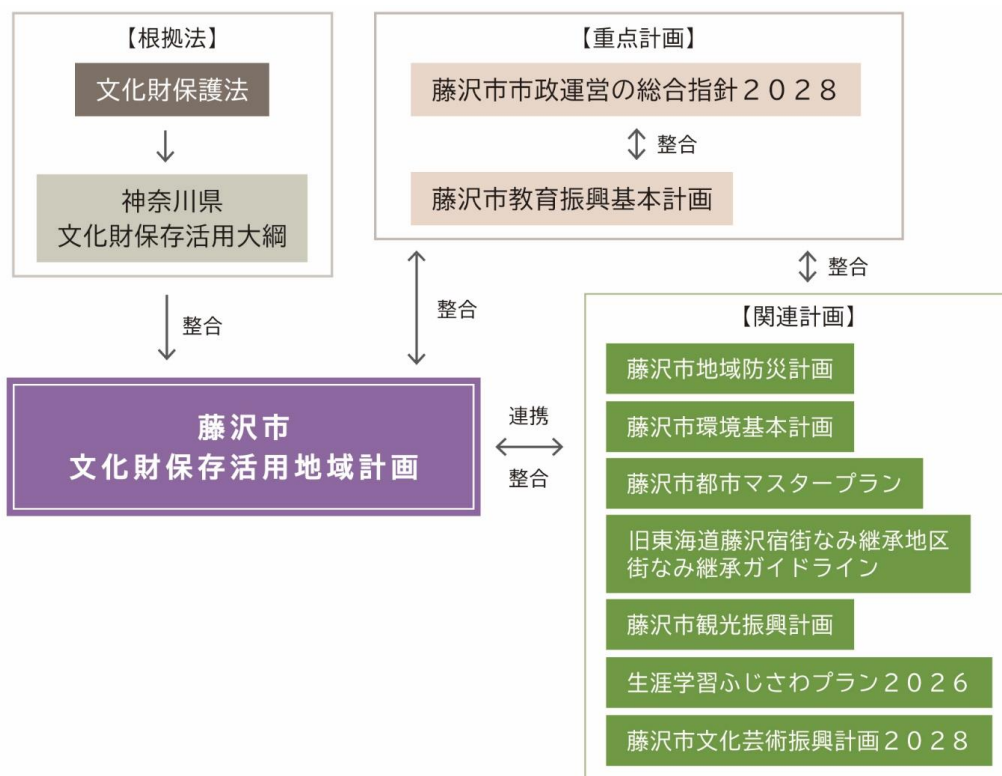 【根拠法】
文化財保護法
神奈川県
文化財保存活用大綱
整合
【重点計画】
藤沢市市政運営の総合指針２０２８
整合
藤沢市教育振興基本計画
整合
整合
藤沢市
文化財保存活用地域計画
連携
整合
【関連計画】
藤沢市地域防災計画
藤沢市環境基本計画
藤沢市都市マスタープラン
旧東海道藤沢宿街なみ継承地区
街なみ継承ガイドライン
藤沢市観光振興計画
生涯学習ふじさわプラン２０２６
藤沢市文化芸術振興計画２０２８